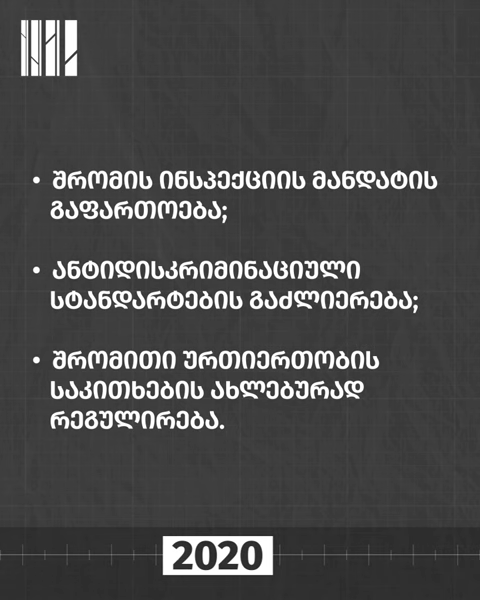 • შრომის ინსპექციის მანდატის
გაფართოება;
• ანტიდისკრიმინაციული
სტანდარტების გაძლიერება;
• შრომითი ურთიერთობის
საკითხების ახლებურად
რეგულირება.
2020